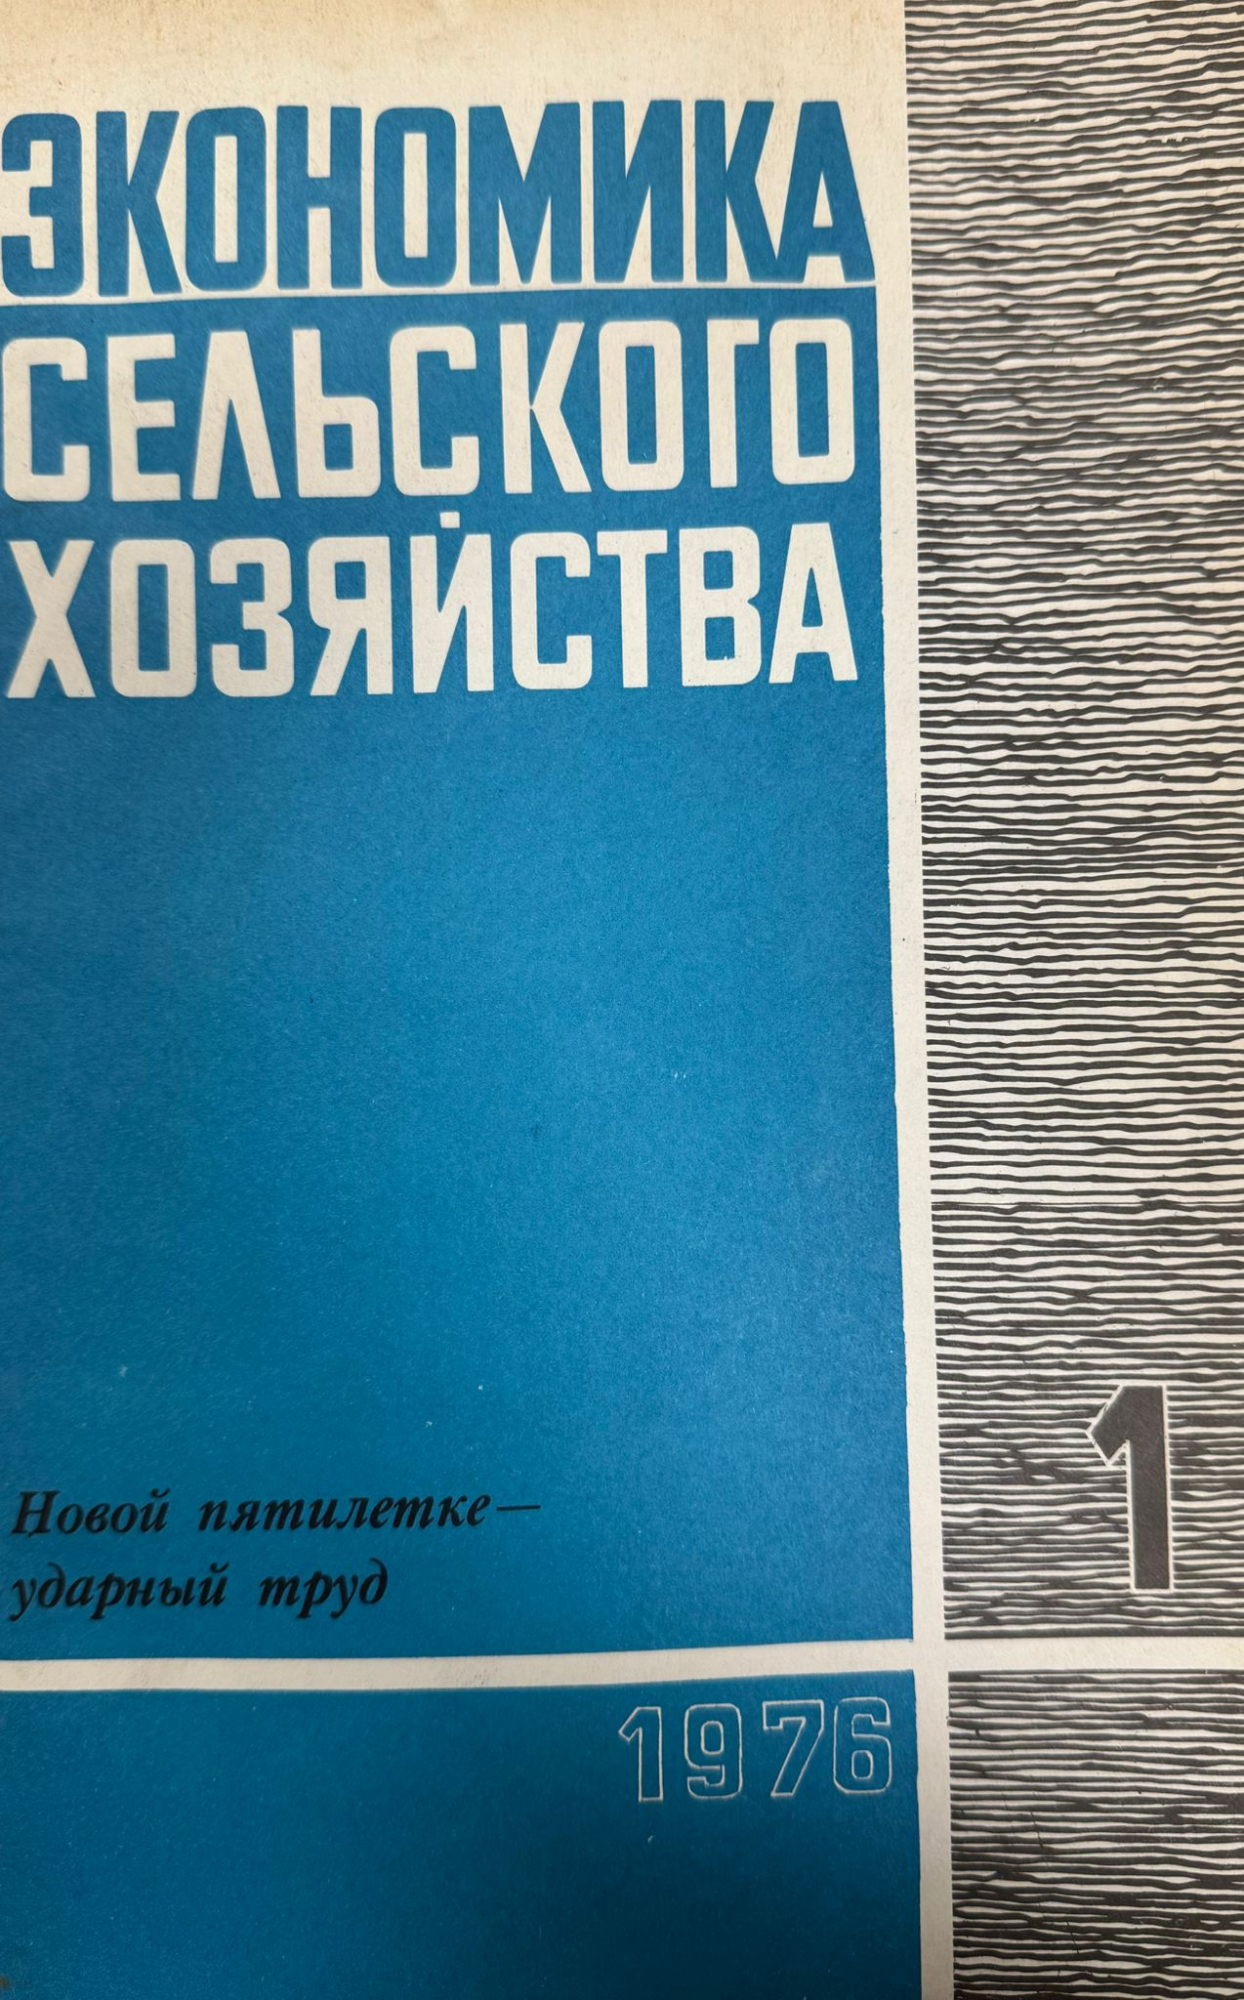 ЭКОНОМИКА
СЕЛЬСКОГО
ХОЗЯЙСТВА
Новой пятилетке —
ударный труд
1
1976